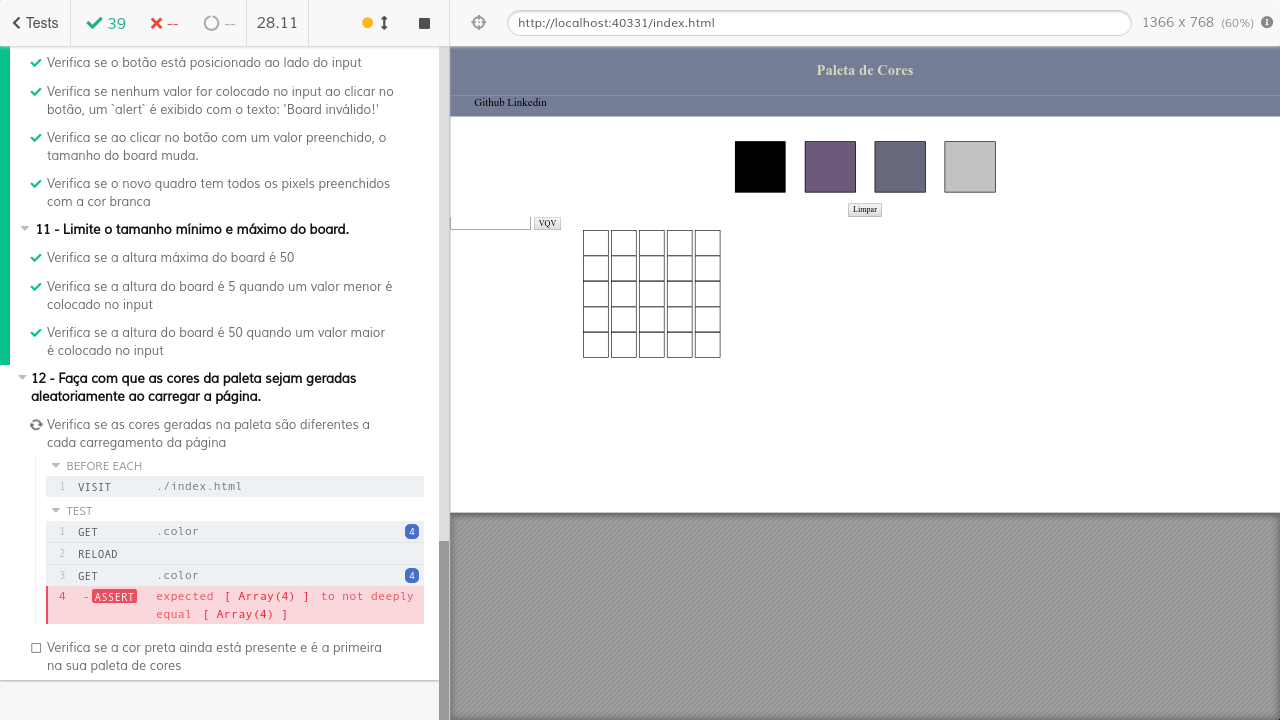 Tests
39
--
--
28.11
http://localhost:40331/index.html
1366 x 768 (60%)
Verifica se o botão está posicionado ao lado do input
Verifica se nenhum valor for colocado no input ao clicar no
botão, um `alert` é exibido com o texto: 'Board inválido!'
Verifica se ao clicar no botão com um valor preenchido, o
tamanho do board muda.
Verifica se o novo quadro tem todos os pixels preenchidos
com a cor branca
11 - Limite o tamanho mínimo e máximo do board.
Verifica se a altura máxima do board é 50
Verifica se a altura do board é 5 quando um valor menor é
colocado no input
Verifica se a altura do board é 50 quando um valor maior
é colocado no input
12 - Faça com que as cores da paleta sejam geradas
aleatoriamente ao carregar a página.
Verifica se as cores geradas na paleta são diferentes a
cada carregamento da página
BEFORE EACH
1 VISIT ./index.html
TEST
1 GET .color 4
2 RELOAD
3 GET .color 4
4 -ASSERT expected [ Array(4) ] to not deeply
equal [ Array(4) ]
Verifica se a cor preta ainda está presente e é a primeira
na sua paleta de cores
Paleta de Cores
Github Linkedin
Limpar
VQV